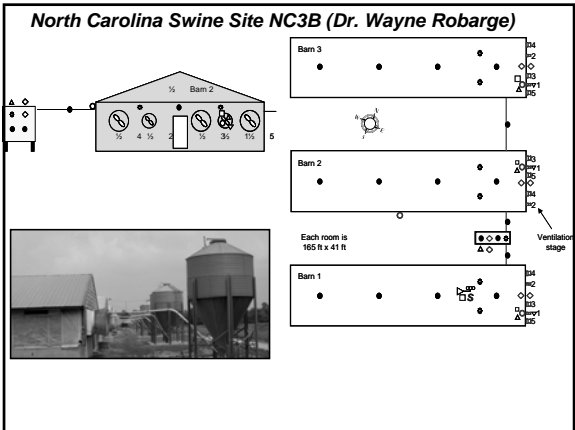 North Carolina Swine Site NC3B (Dr. Wayne Robarge)
½ Barn 2
½ 4 ½ 2 ½ 3½ 1½ 5
Barn 3
4
2
3
1
5
Barn 2
3
1
5
4
2
Each room is
165 ft x 41 ft
Ventilation
stage
Barn 1
S
4
2
3
1
5